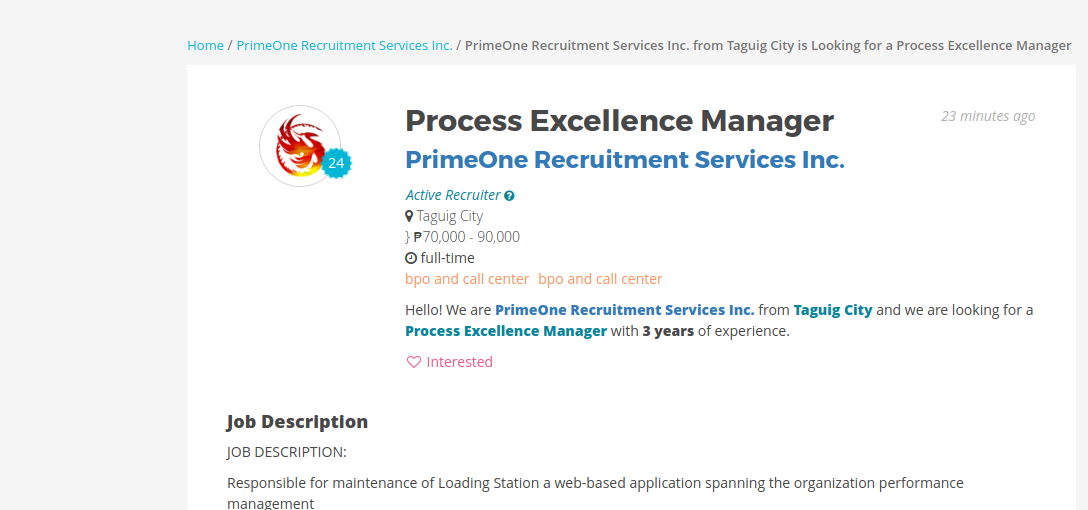 Home / PrimeOne Recruitment Services Inc. / PrimeOne Recruitment Services Inc. from Taguig City is Looking for a Process Excellence Manager
24
Process Excellence Manager
23 minutes ago
PrimeOne Recruitment Services Inc.
Active Recruiter ?
Taguig City
} ₱70,000 - 90,000
full-time
bpo and call center bpo and call center
Hello! We are PrimeOne Recruitment Services Inc. from Taguig City and we are looking for a
Process Excellence Manager with 3 years of experience.
Interested
Job Description
JOB DESCRIPTION:
Responsible for maintenance of Loading Station a web-based application spanning the organization performance
management